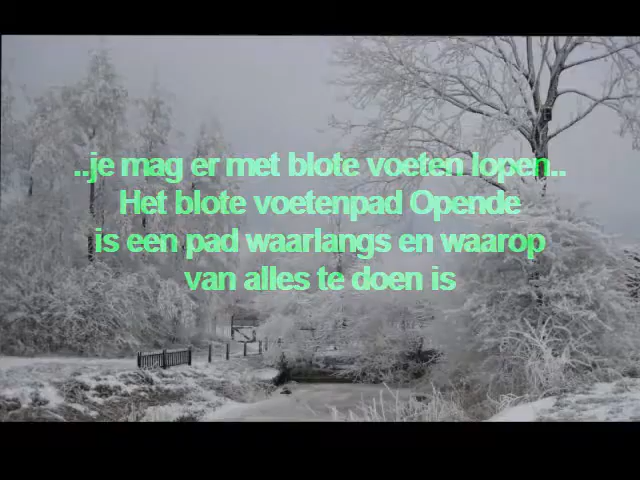 ..je mag er met blote voeten lopen..
Het blote voetenpad Opende
is een pad waarlangs en waarop
van alles te doen is